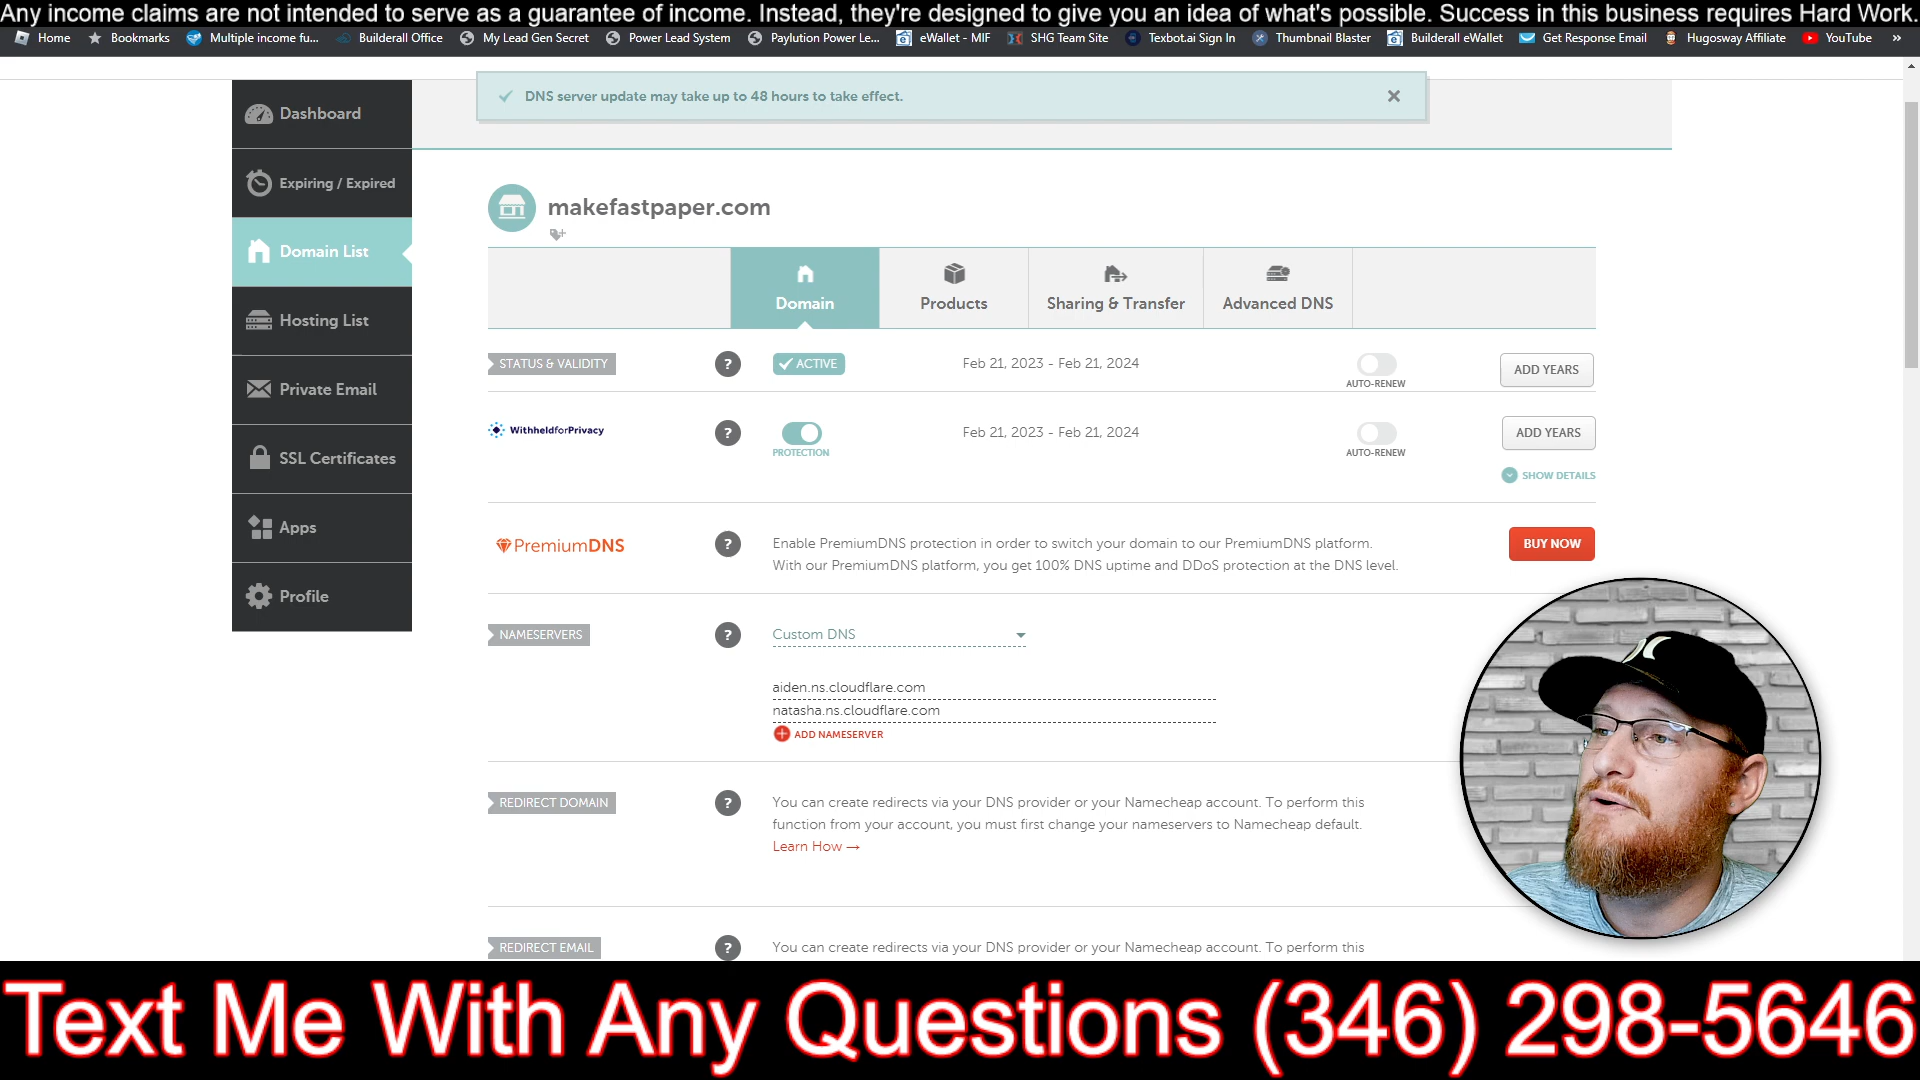 Any income claims are not intended to serve as a guarantee of income. Instead, they're designed to give you an idea of what's possible. Success in this business requires Hard Work.
Home Bookmarks Multiple income fu... Builderall Office My Lead Gen Secret Power Lead System Paylution Power Le... eWallet - MIF SHG Team Site Texbot.ai Sign In Thumbnail Blaster Builderall eWallet Get Response Email Hugosway Affiliate YouTube »
DNS server update may take up to 48 hours to take effect.
Dashboard
Expiring / Expired
Domain List
Hosting List
Private Email
SSL Certificates
Apps
Profile
makefastpaper.com
Domain Products Sharing & Transfer Advanced DNS
STATUS & VALIDITY ? ACTIVE Feb 21, 2023 - Feb 21, 2024 AUTO-RENEW ADD YEARS
WithheldforPrivacy ? PROTECTION Feb 21, 2023 - Feb 21, 2024 AUTO-RENEW ADD YEARS
SHOW DETAILS
PremiumDNS ? Enable PremiumDNS protection in order to switch your domain to our PremiumDNS platform. BUY NOW
With our PremiumDNS platform, you get 100% DNS uptime and DDoS protection at the DNS level.
NAMESERVERS ? Custom DNS
aiden.ns.cloudflare.com
natasha.ns.cloudflare.com
ADD NAMESERVER
REDIRECT DOMAIN ? You can create redirects via your DNS provider or your Namecheap account. To perform this
function from your account, you must first change your nameservers to Namecheap default.
Learn How →
REDIRECT EMAIL ? You can create redirects via your DNS provider or your Namecheap account. To perform this
Text Me With Any Questions (346) 298-5646